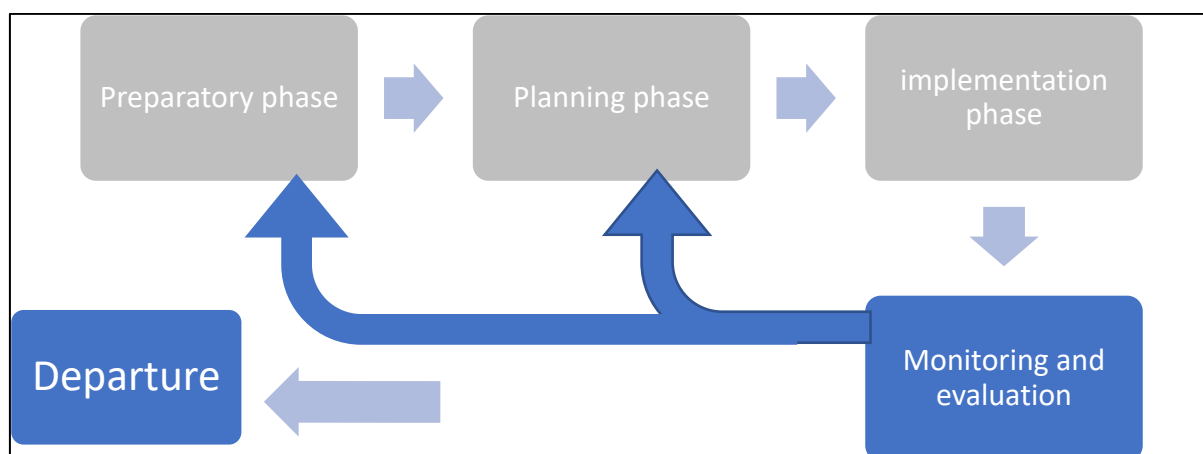 Preparatory phase
Planning phase
implementation
phase
Departure
Monitoring and
evaluation